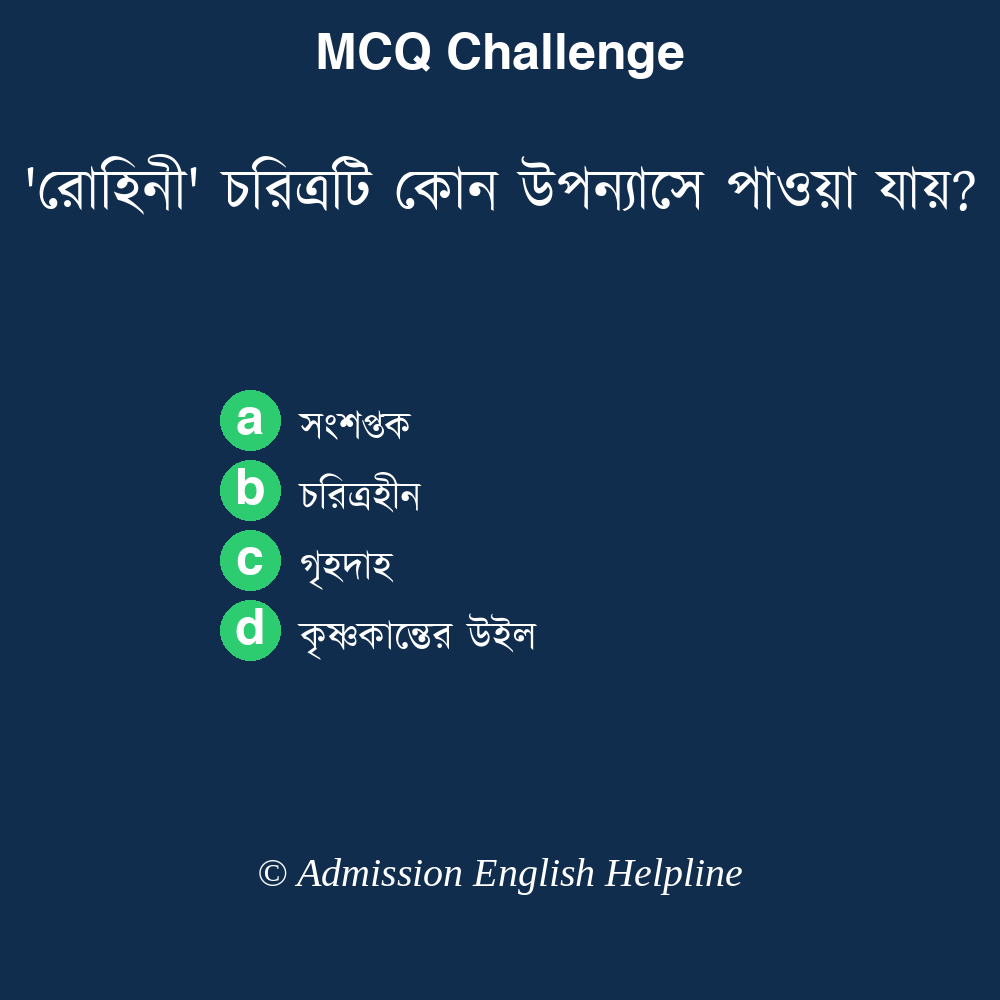 MCQ Challenge
'রোহিনী' চরিত্রটি কোন উপন্যাসে পাওয়া যায়?
a সংশপ্তক
b চরিত্রহীন
c গৃহদাহ
d কৃষ্ণকান্তের উইল
© Admission English Helpline